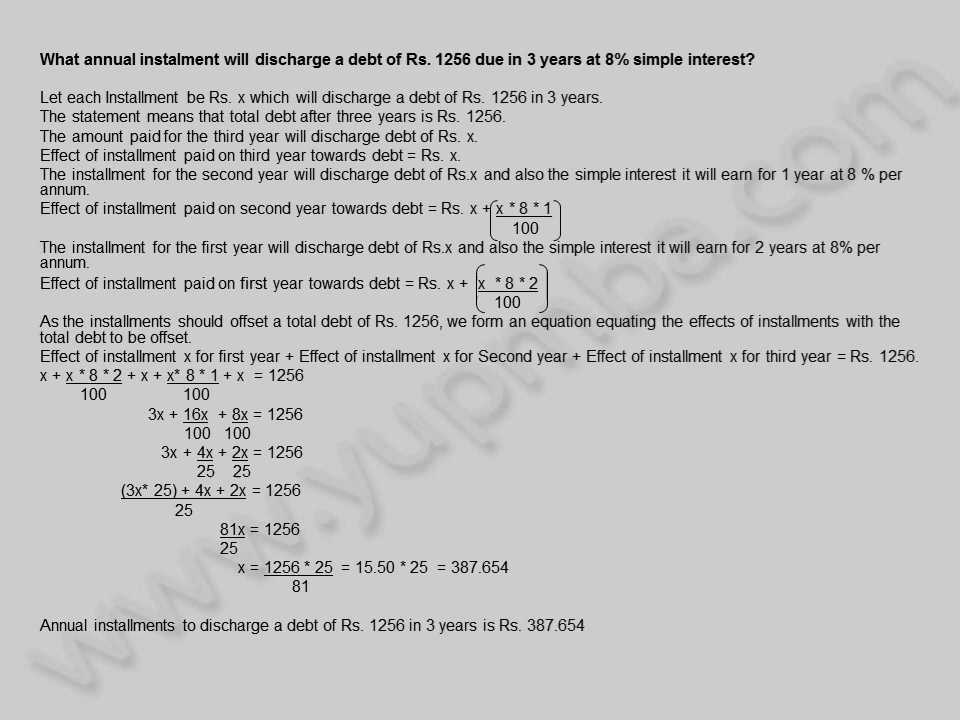 What annual instalment will discharge a debt of Rs. 1256 due in 3 years at 8% simple interest?
Let each Installment be Rs. x which will discharge a debt of Rs. 1256 in 3 years.
The statement means that total debt after three years is Rs. 1256.
The amount paid for the third year will discharge debt of Rs. x.
Effect of installment paid on third year towards debt = Rs. x.
The installment for the second year will discharge debt of Rs.x and also the simple interest it will earn for 1 year at 8 % per
annum.
Effect of installment paid on second year towards debt = Rs. x + x * 8 * 1
100
The installment for the first year will discharge debt of Rs.x and also the simple interest it will earn for 2 years at 8% per
annum.
Effect of installment paid on first year towards debt = Rs. x + x * 8 * 2
100
As the installments should offset a total debt of Rs. 1256, we form an equation equating the effects of installments with the
total debt to be offset.
Effect of installment x for first year + Effect of installment x for Second year + Effect of installment x for third year = Rs. 1256.
x + x * 8 * 2 + x + x* 8 * 1 + x = 1256
100 100
3x + 16x + 8x = 1256
100 100
3x + 4x + 2x = 1256
25 25
(3x* 25) + 4x + 2x = 1256
25
81x = 1256
25
x = 1256 * 25 = 15.50 * 25 = 387.654
81
Annual installments to discharge a debt of Rs. 1256 in 3 years is Rs. 387.654
www.yupmba.com